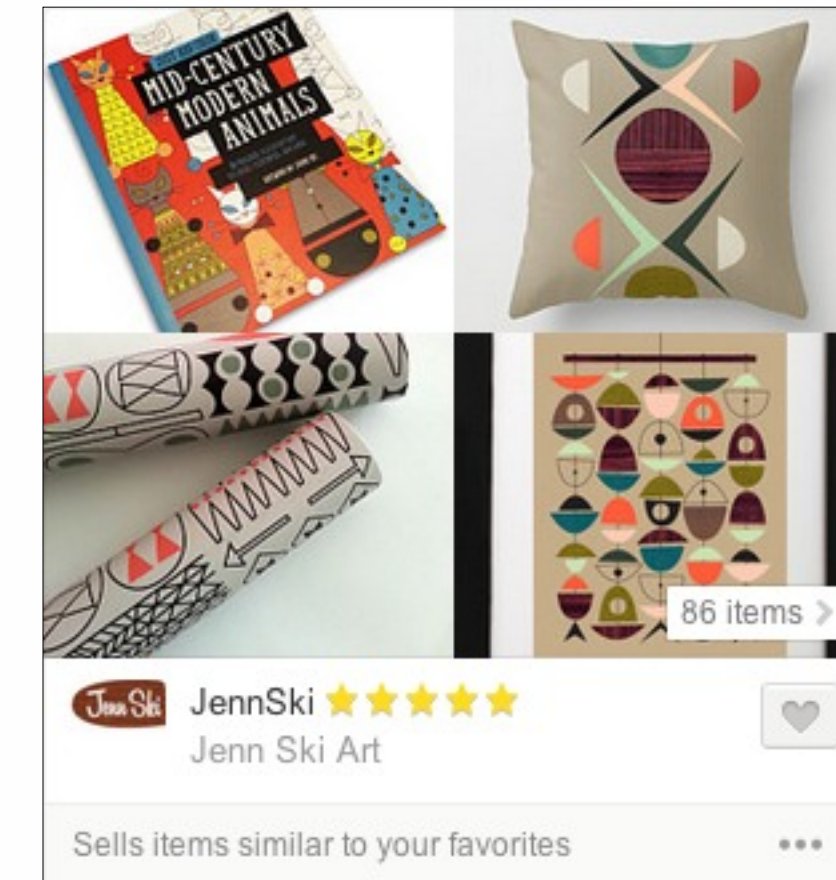 MID-CENTURY
MODERN
ANIMALS
86 items
Jenn Ski
JennSki
Jenn Ski Art
Sells items similar to your favorites